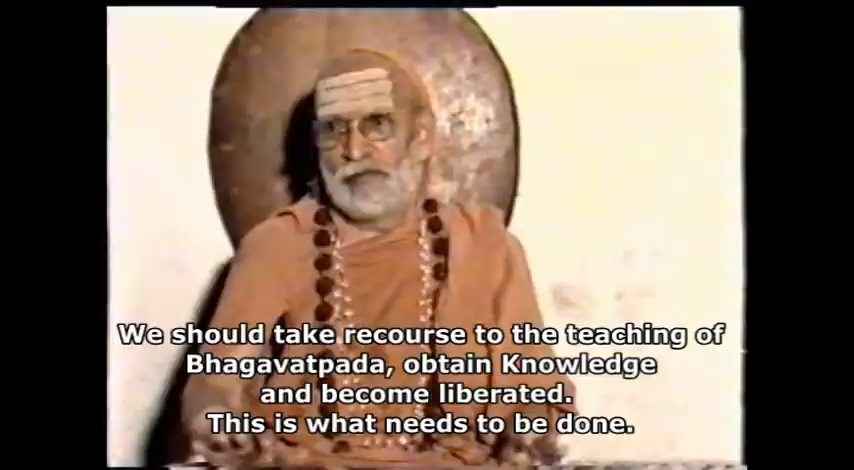 We should take recourse to the teaching of
Bhagavatpada, obtain Knowledge
and become liberated.
This is what needs to be done.